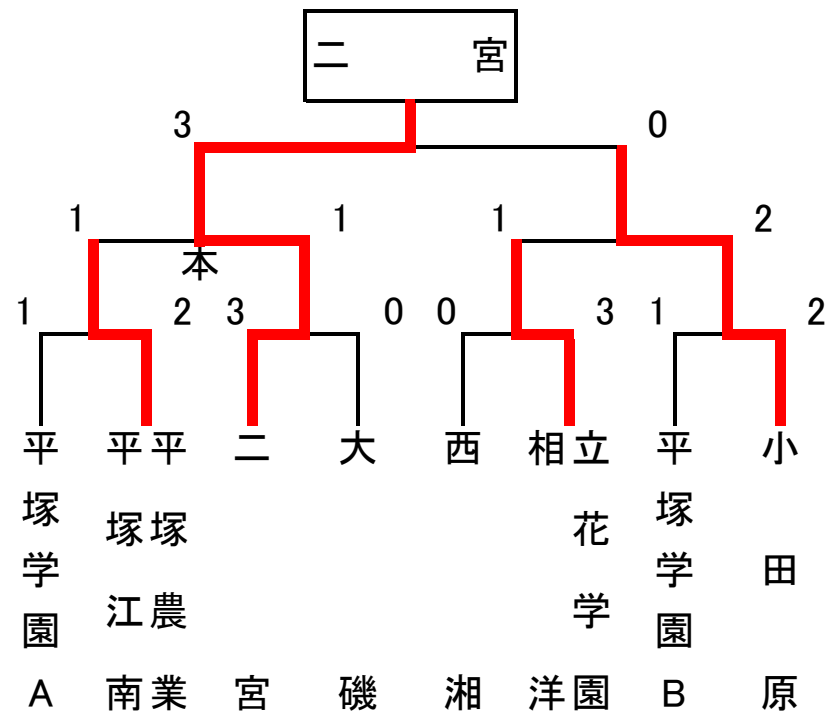 二宮
3 0
1 1 1 2
本
1 2 3 0 0 3 1 2
平塚学園A
平塚江南
平塚農業
二宮
大磯
西湘
相洋
立花学園
平塚学園B
小田原